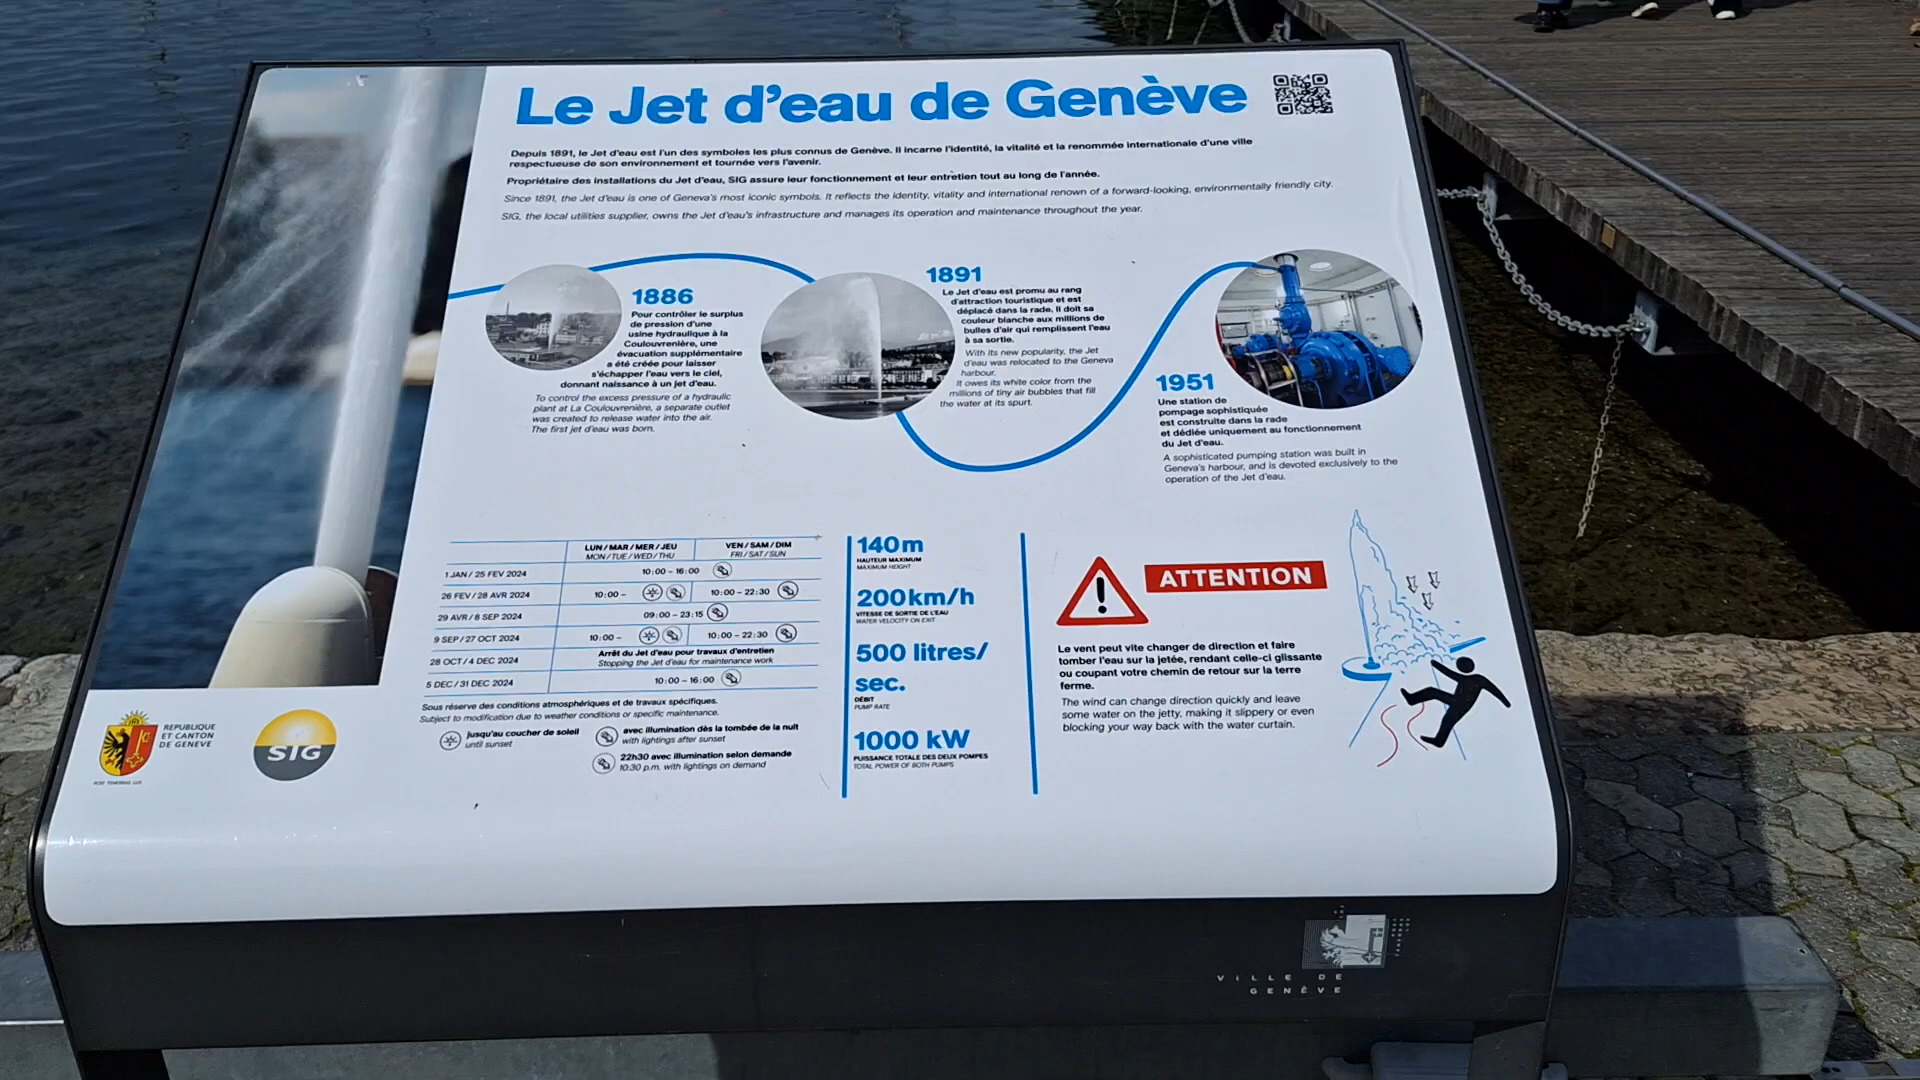 Le Jet d'eau de Genève
Depuis 1891, le Jet d'eau est l'un des symboles les plus connus de Genève. Il incarne l'identité, la vitalité et la renommée internationale d'une ville
respectueuse de son environnement et tournée vers l'avenir.
Propriétaire des installations du Jet d'eau, SIG assure leur fonctionnement et leur entretien tout au long de l'année.
Since 1891, the Jet d'eau is one of Geneva's most iconic symbols. It reflects the identity, vitality and international renown of a forward-looking, environmentally friendly city.
SIG, the local utilities supplier, owns the Jet d'eau's infrastructure and manages its operation and maintenance throughout the year.
1886
Pour contrôler le surplus
de pression d'une
usine hydraulique à la
Coulouvrenière, une
évacuation supplémentaire
a été créée pour laisser
s'échapper l'eau vers le ciel,
donnant naissance à un jet d'eau.
To control the excess pressure of a hydraulic
plant at La Coulouvrenière, a separate outlet
was created to release water into the air.
The first jet d'eau was born.
1891
Le Jet d'eau est promu au rang
d'attraction touristique et est
déplacé dans la rade. Il doit sa
couleur blanche aux millions de
bulles d'air qui remplissent l'eau
à sa sortie.
With its new popularity, the Jet
d'eau was relocated to the Geneva
harbour.
It owes its white color from the
millions of tiny air bubbles that fill
the water at its spurt.
1951
Une station de
pompage sophistiquée
est construite dans la rade
et dédiée uniquement au fonctionnement
du Jet d'eau.
A sophisticated pumping station was built in
Geneva's harbour, and is devoted exclusively to the
operation of the Jet d'eau.
LUN / MAR / MER / JEU VEN / SAM / DIM
MON / TUE / WED / THU FRI / SAT / SUN
1 JAN / 25 FEV 2024 10:00 – 16:00
26 FEV / 28 AVR 2024 10:00 – 10:00 – 22:30
29 AVR / 8 SEP 2024 09:00 – 23:15
9 SEP / 27 OCT 2024 10:00 – 10:00 – 22:30
28 OCT / 4 DEC 2024 Arrêt du Jet d'eau pour travaux d'entretien
Stopping the Jet d'eau for maintenance work
5 DEC / 31 DEC 2024 10:00 – 16:00
Sous réserve des conditions atmosphériques et de travaux spécifiques.
Subject to modification due to weather conditions or specific maintenance.
jusqu'au coucher de soleil
until sunset
avec illumination dès la tombée de la nuit
with lightings after sunset
22h30 avec illumination selon demande
10:30 p.m. with lightings on demand
140 m
HAUTEUR MAXIMUM
MAXIMUM HEIGHT
200 km/h
VITESSE DE SORTIE DE L'EAU
WATER VELOCITY ON EXIT
500 litres/
sec.
DÉBIT
PUMP RATE
1000 kW
PUISSANCE TOTALE DES DEUX POMPES
TOTAL POWER OF BOTH PUMPS
ATTENTION
Le vent peut vite changer de direction et faire
tomber l'eau sur la jetée, rendant celle-ci glissante
ou coupant votre chemin de retour sur la terre
ferme.
The wind can change direction quickly and leave
some water on the jetty, making it slippery or even
blocking your way back with the water curtain.
REPUBLIQUE
ET CANTON
DE GENEVE
POST TENEBRAS LUX
SIG
VILLE DE
GENÈVE